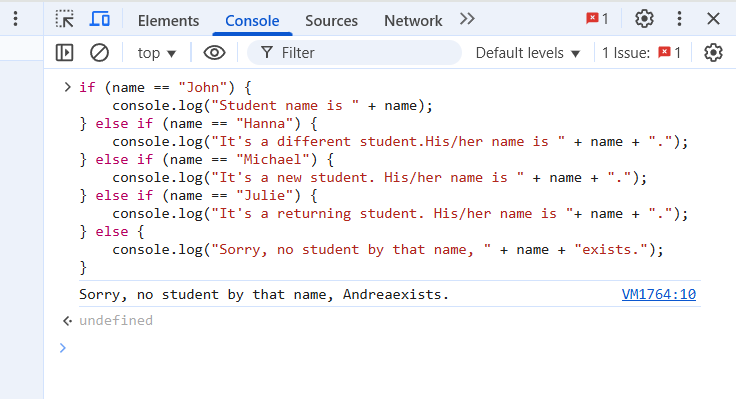 Elements Console Sources Network 1
top Filter Default levels 1 Issue: 1
if (name == "John") {
    console.log("Student name is " + name);
} else if (name == "Hanna") {
    console.log("It's a different student.His/her name is " + name + ".");
} else if (name == "Michael") {
    console.log("It's a new student. His/her name is " + name + ".");
} else if (name == "Julie") {
    console.log("It's a returning student. His/her name is "+ name + ".");
} else {
    console.log("Sorry, no student by that name, " + name + "exists.");
}
Sorry, no student by that name, Andreaexists. VM1764:10
undefined